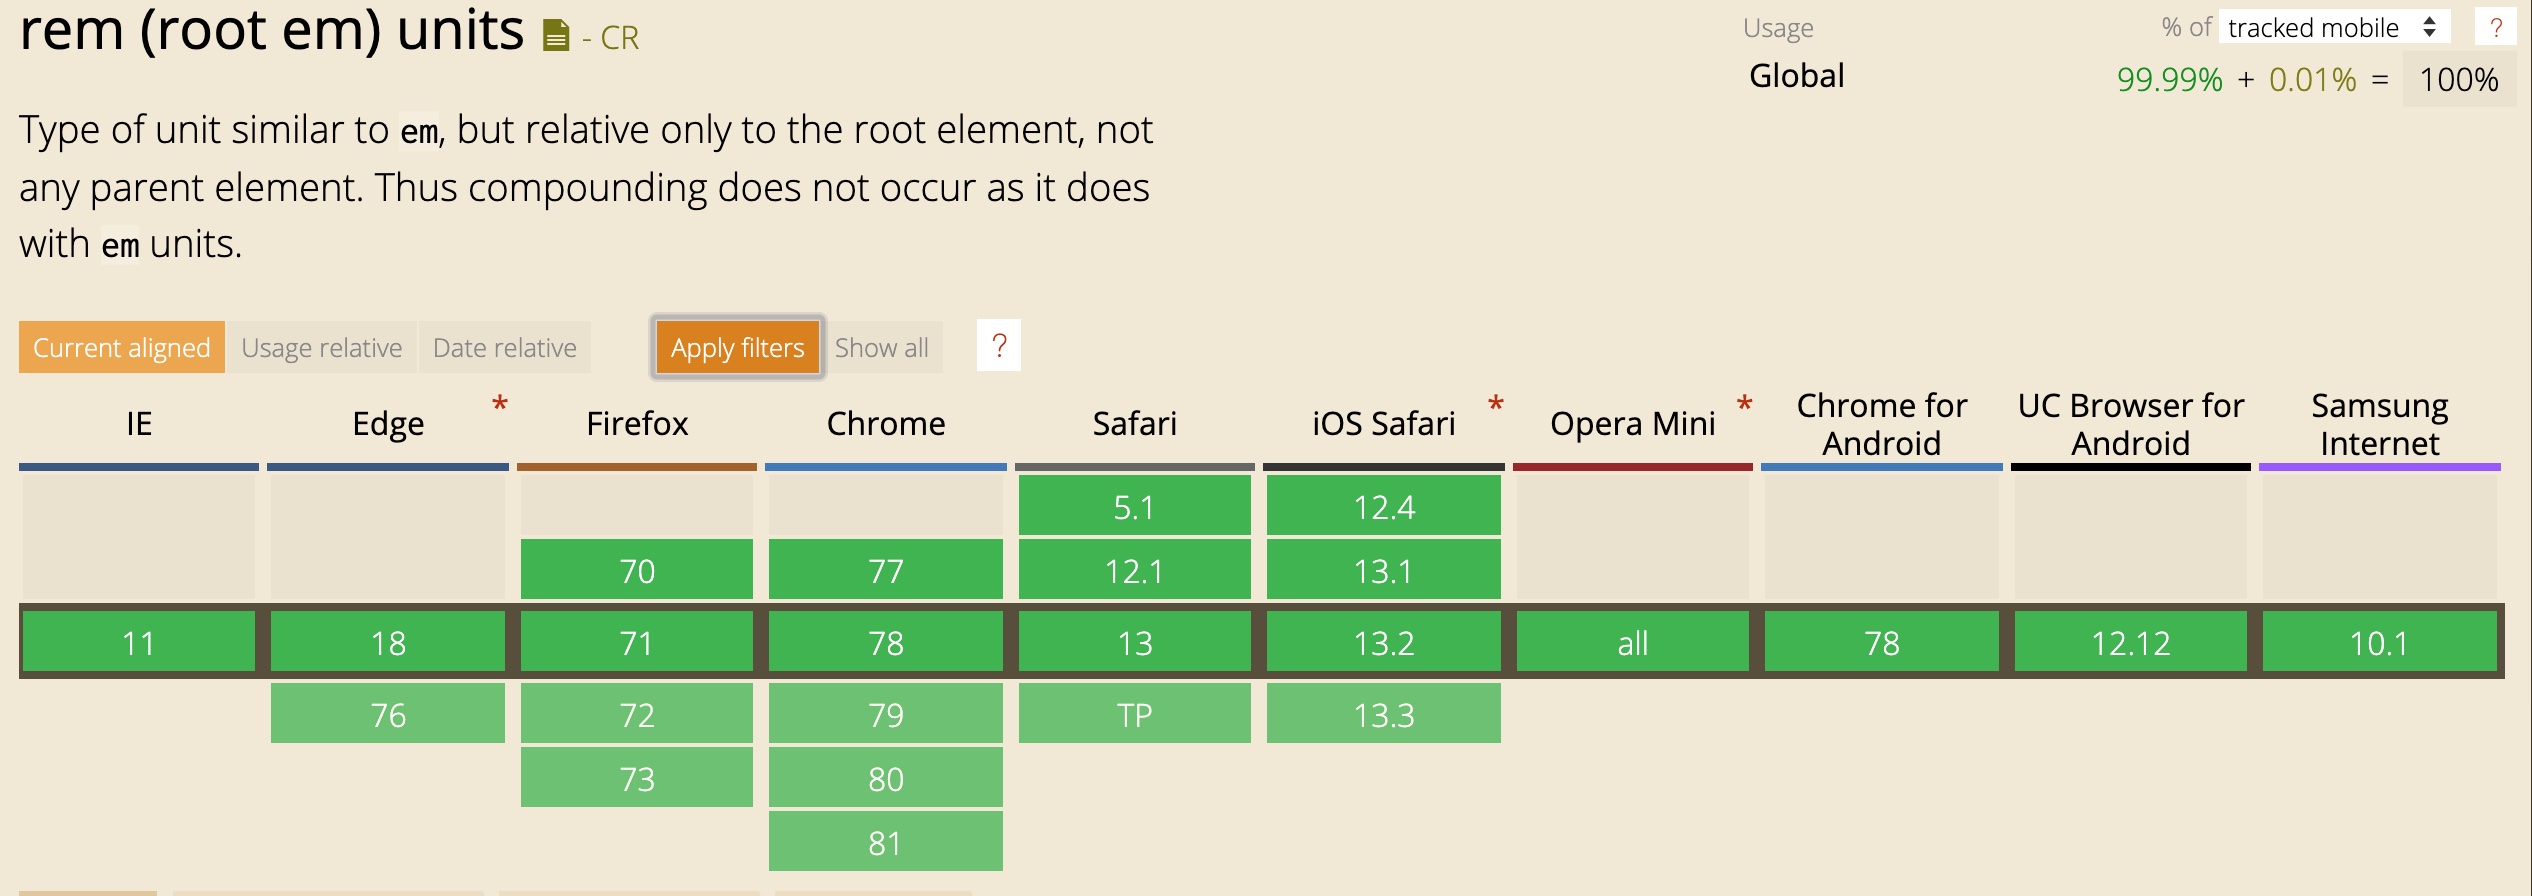 rem (root em) units - CR
Usage % of tracked mobile ?
Global 99.99% + 0.01% = 100%
Type of unit similar to em, but relative only to the root element, not
any parent element. Thus compounding does not occur as it does
with em units.
Current aligned Usage relative Date relative Apply filters Show all ?
IE Edge * Firefox Chrome Safari iOS Safari * Opera Mini * Chrome for Android UC Browser for Android Samsung Internet
5.1 12.4
70 77 12.1 13.1
11 18 71 78 13 13.2 all 78 12.12 10.1
76 72 79 TP 13.3
73 80
81